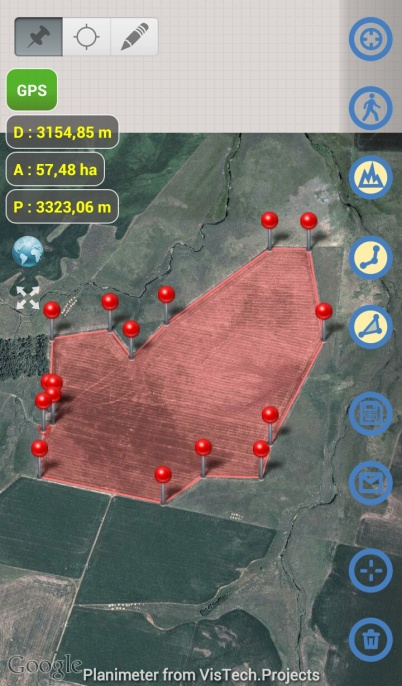 GPS
D : 3154,85 m
A : 57,48 ha
P : 3323,06 m
Google
Planimeter from VisTech.Projects